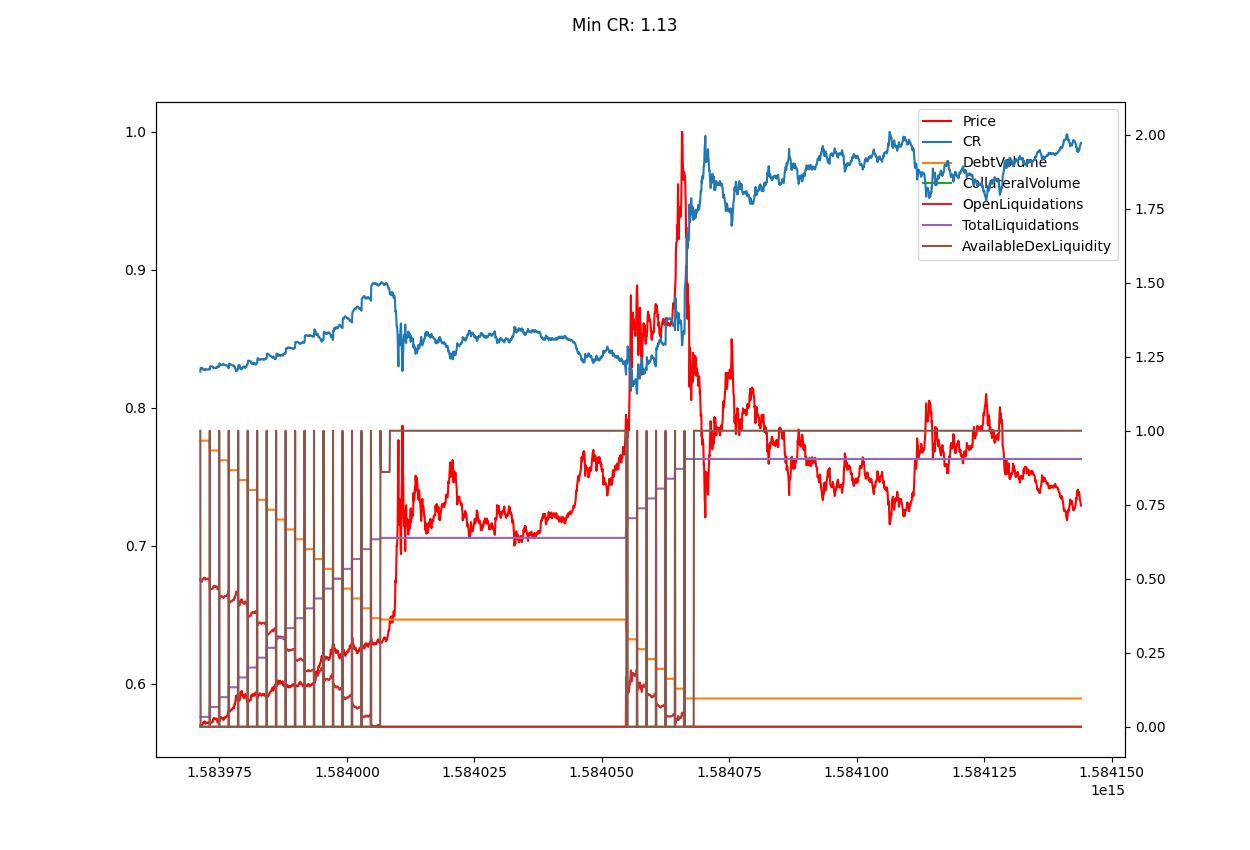 Min CR: 1.13
1.0
0.9
0.8
0.7
0.6
Price
CR
DebtVolume
CollateralVolume
OpenLiquidations
TotalLiquidations
AvailableDexLiquidity
2.00
1.75
1.50
1.25
1.00
0.75
0.50
0.25
0.00
1.583975 1.584000 1.584025 1.584050 1.584075 1.584100 1.584125 1.584150
1e15